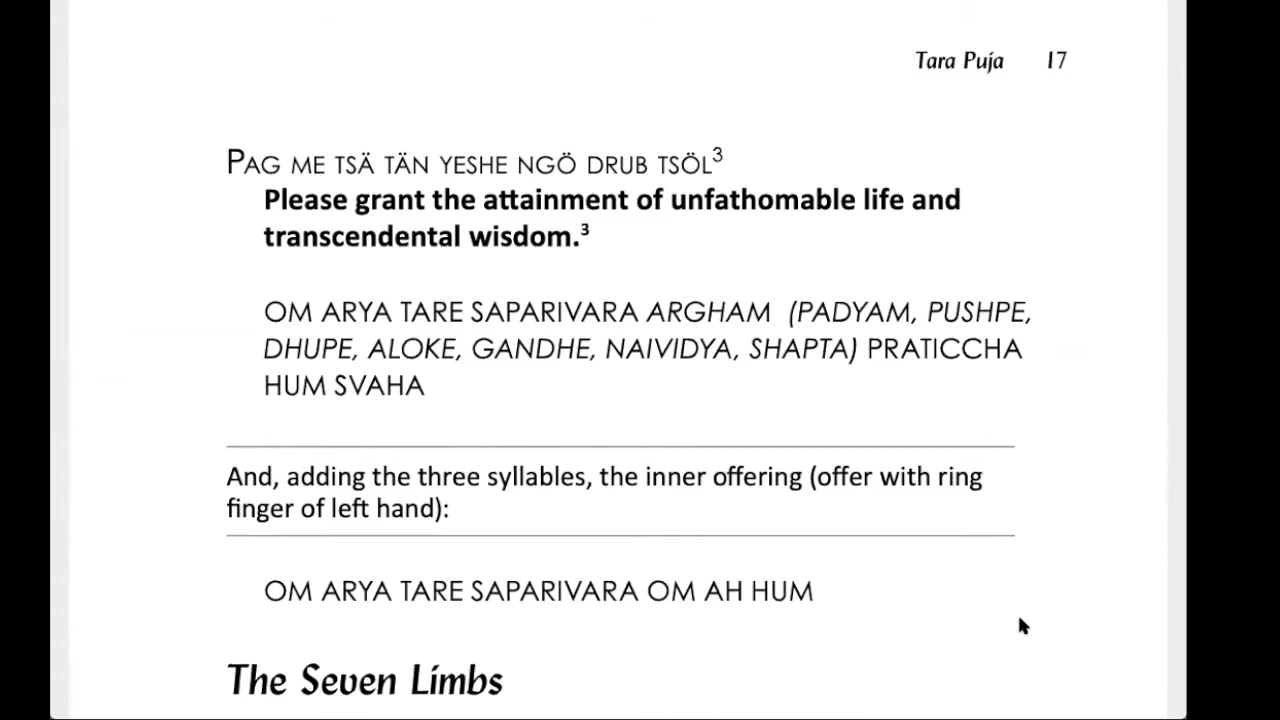 Tara Puja 17
PAG ME TSÄ TÄN YESHE NGÖ DRUB TSÖL³
Please grant the attainment of unfathomable life and
transcendental wisdom.³
OM ARYA TARE SAPARIVARA ARGHAM (PADYAM, PUSHPE,
DHUPE, ALOKE, GANDHE, NAIVIDYA, SHAPTA) PRATICCHA
HUM SVAHA
And, adding the three syllables, the inner offering (offer with ring
finger of left hand):
OM ARYA TARE SAPARIVARA OM AH HUM
The Seven Limbs